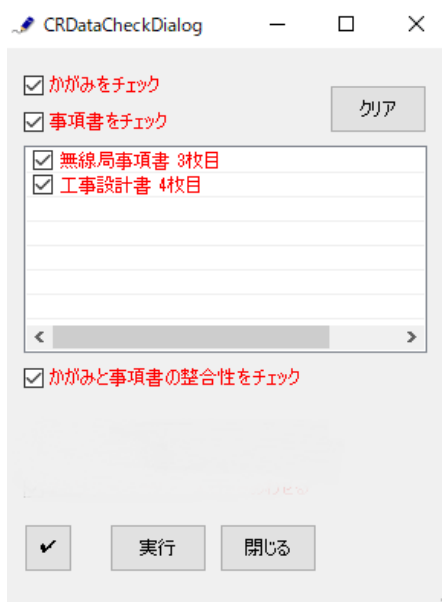 CRDataCheckDialog
かがみをチェック
クリア
事項書をチェック
無線局事項書 3枚目
工事設計書 4枚目
かがみと事項書の整合性をチェック
実行
閉じる